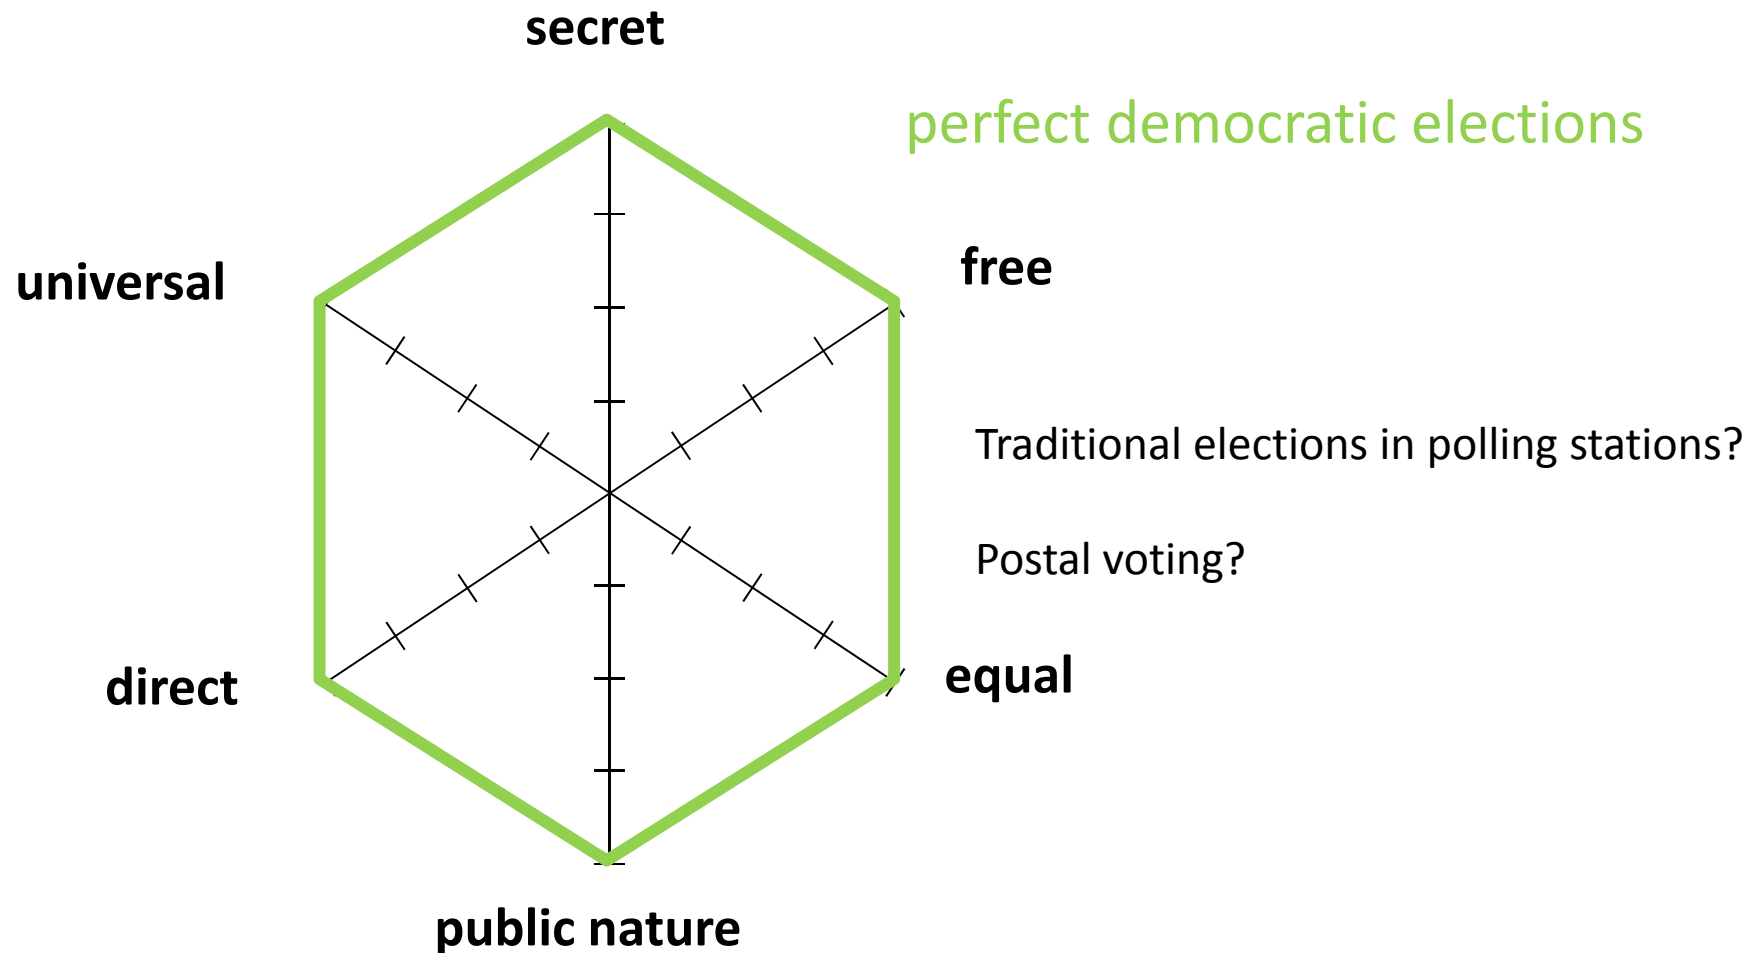 secret
perfect democratic elections
universal
free
Traditional elections in polling stations?
Postal voting?
direct
equal
public nature